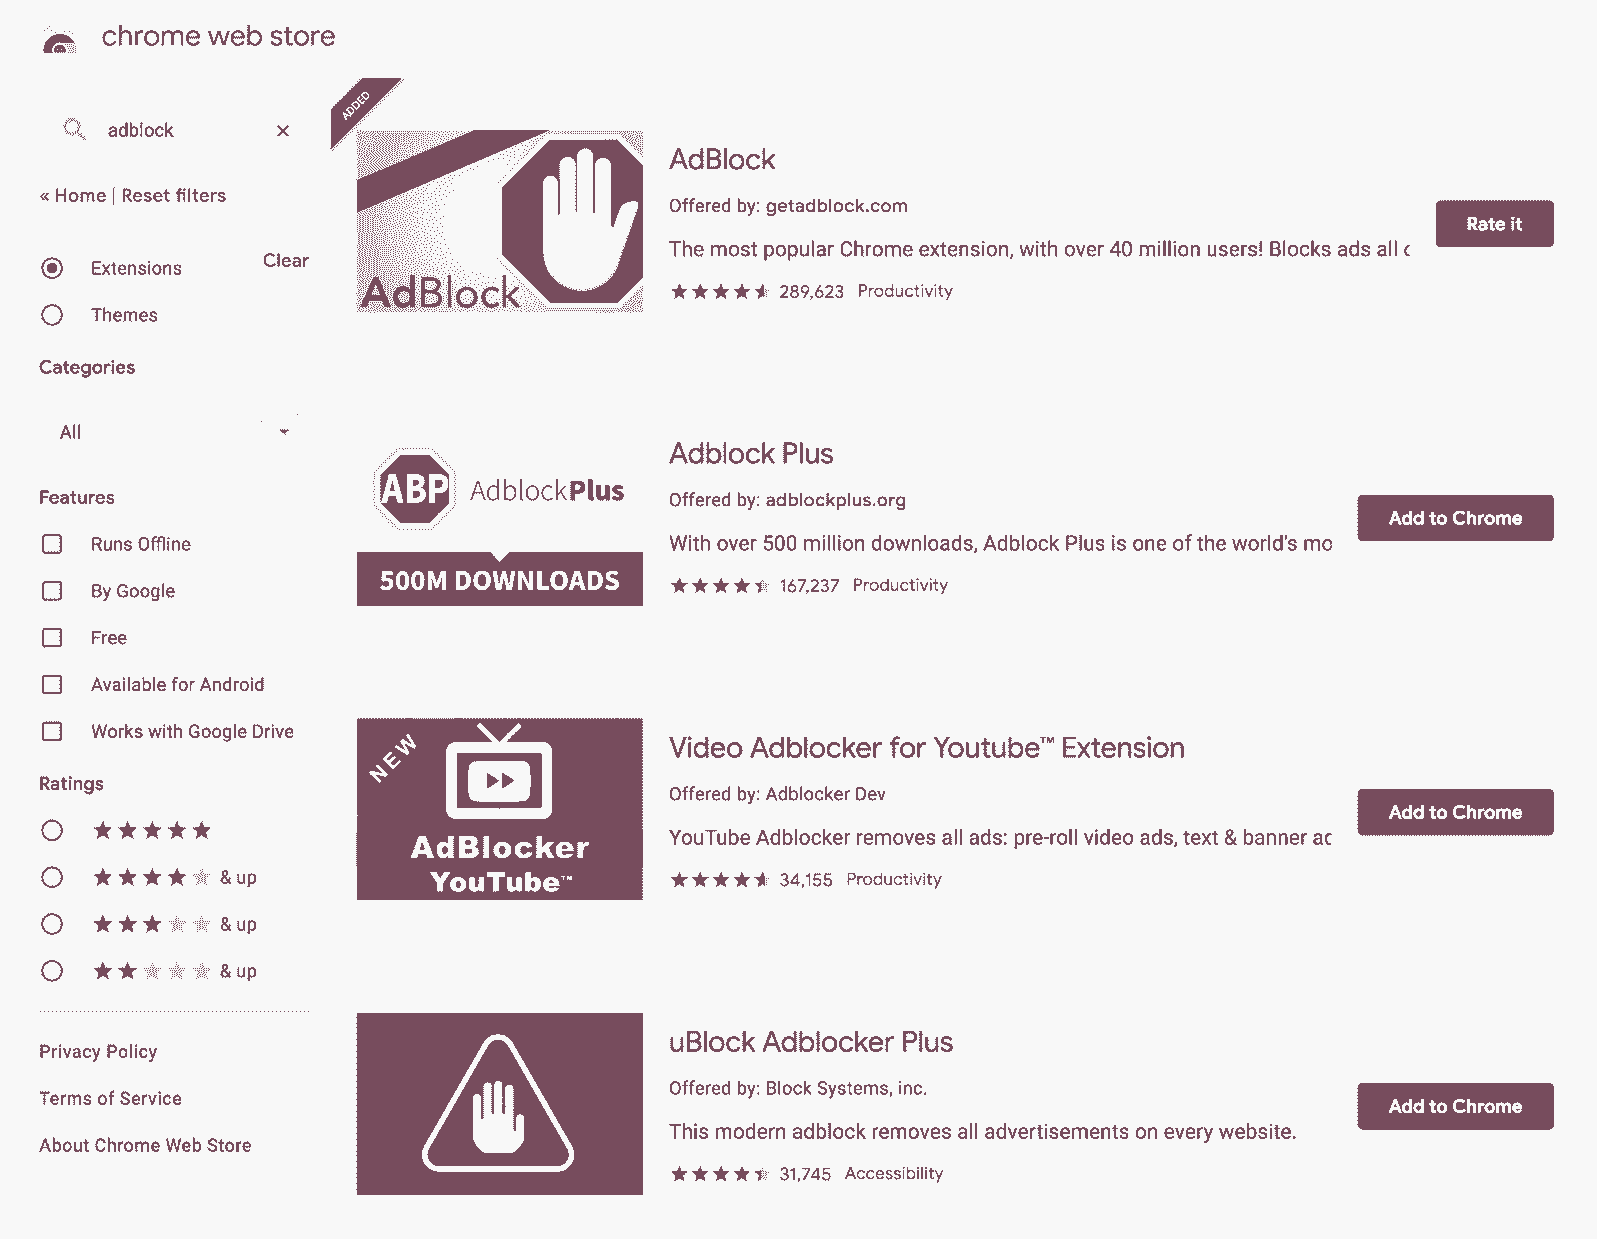 chrome web store
adblock
« Home | Reset filters
Extensions
Clear
Themes
Categories
All
Features
Runs Offline
By Google
Free
Available for Android
Works with Google Drive
Ratings
& up
& up
& up
Privacy Policy
Terms of Service
About Chrome Web Store
ADDED
AdBlock
AdBlock
Offered by: getadblock.com
The most popular Chrome extension, with over 40 million users! Blocks ads all
289,623 Productivity
Rate it
ABP AdblockPlus
500M DOWNLOADS
Adblock Plus
Offered by: adblockplus.org
With over 500 million downloads, Adblock Plus is one of the world's mo
167,237 Productivity
Add to Chrome
NEW
AdBlocker
YouTube™
Video Adblocker for Youtube™ Extension
Offered by: Adblocker Dev
YouTube Adblocker removes all ads: pre-roll video ads, text & banner
34,155 Productivity
Add to Chrome
uBlock Adblocker Plus
Offered by: Block Systems, inc.
This modern adblock removes all advertisements on every website.
31,745 Accessibility
Add to Chrome